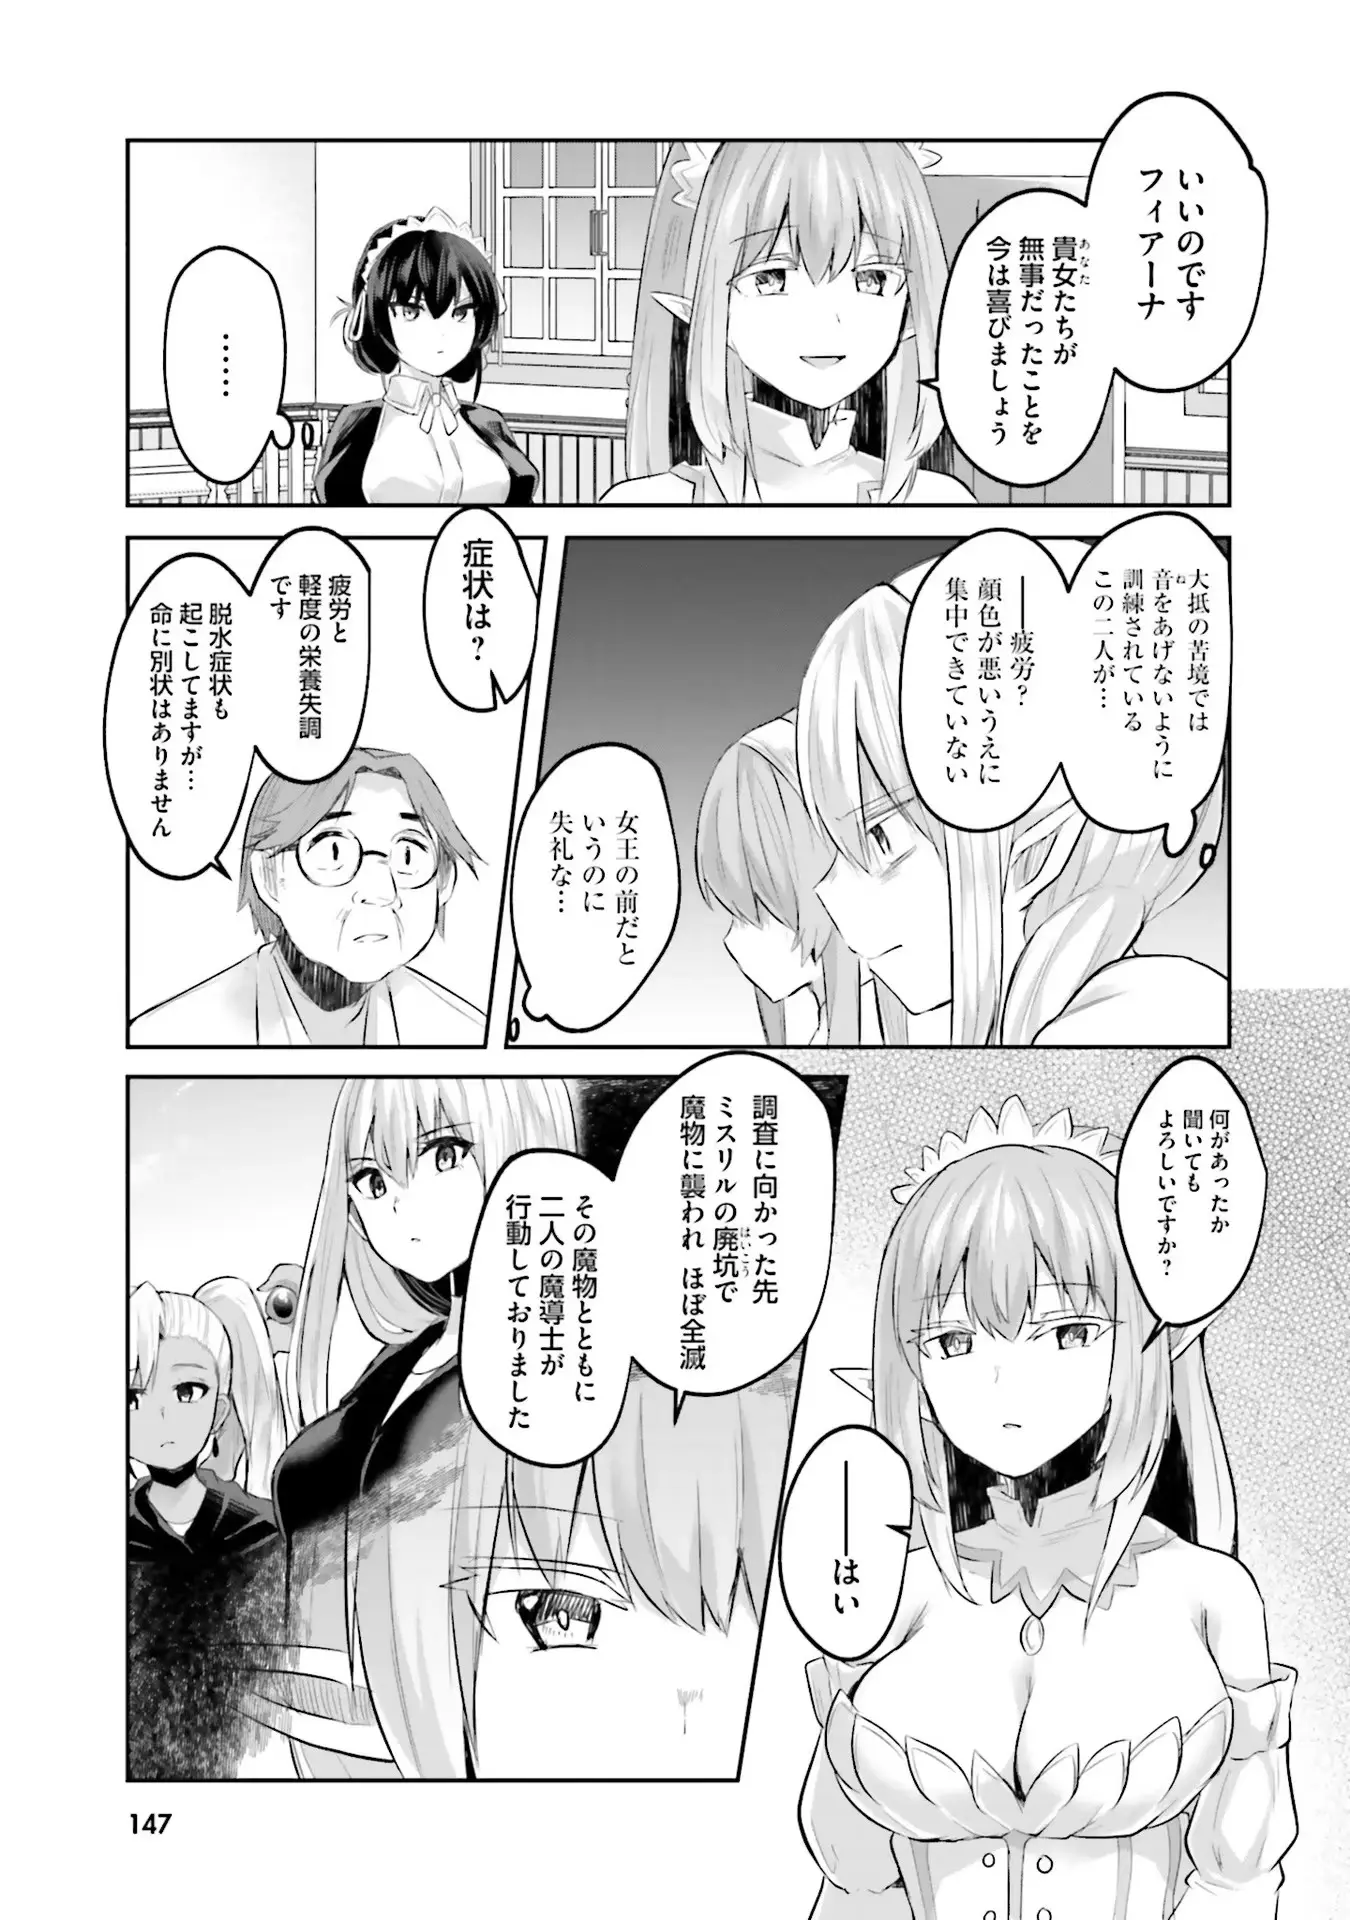 いいのです
フィアーナ
貴女たちが
無事だったことを
今は喜びましょう
あなた
……
大抵の苦境では
音をあげないように
訓練されている
この二人が…
ね
――疲労?
顔色が悪いうえに
集中できていない
女王の前だと
いうのに
失礼な…
症状は?
疲労と
軽度の栄養失調
です
脱水症状も
起こしてますが…
命に別状はありません
何があったか
聞いても
よろしいですか?
――はい
調査に向かった先
ミスリルの廃坑で
魔物に襲われ ほぼ全滅
はいこう
その魔物とともに
二人の魔導士が
行動しておりました
147